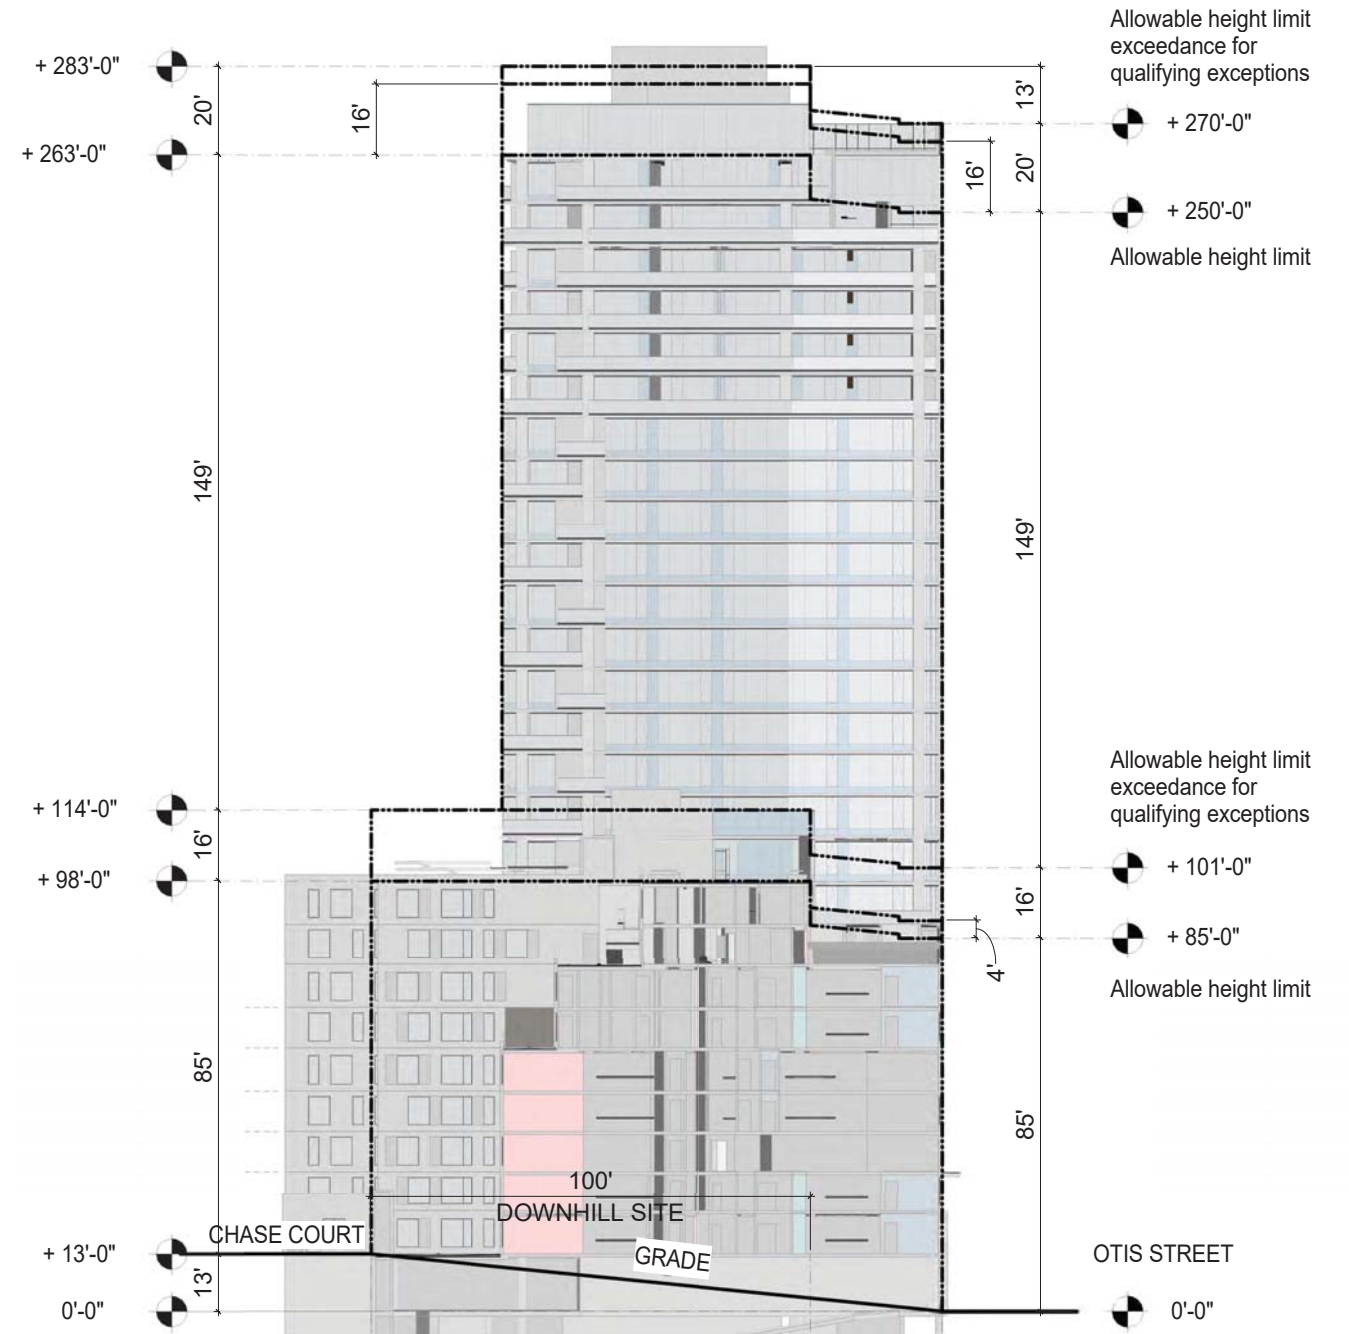 Allowable height limit
exceedance for
qualifying exceptions
+ 283'-0"
20'
16'
13'
+ 270'-0"
+ 263'-0"
16'
20'
+ 250'-0"
Allowable height limit
149'
149'
Allowable height limit
exceedance for
qualifying exceptions
+ 114'-0"
16'
+ 101'-0"
+ 98'-0"
16'
+ 85'-0"
4'
Allowable height limit
85'
85'
100'
DOWNHILL SITE
CHASE COURT
GRADE
+ 13'-0"
OTIS STREET
13'
0'-0"
0'-0"